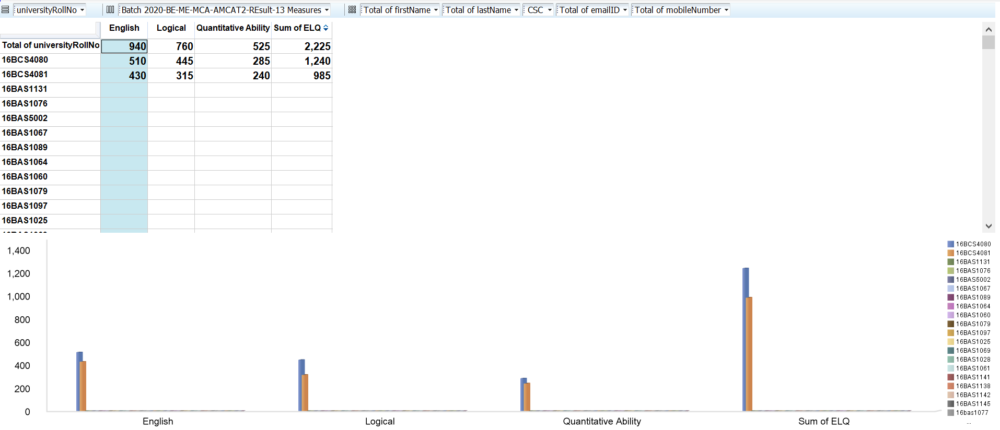 universityRollNo Batch 2020-BE-ME-MCA-AMCAT2-REsult-13 Measures Total of firstName Total of lastName CSC Total of emailID Total of mobileNumber
English Logical Quantitative Ability Sum of ELQ
Total of universityRollNo 940 760 525 2,225
16BCS4080 510 445 285 1,240
16BCS4081 430 315 240 985
16BAS1131
16BAS1076
16BAS5002
16BAS1067
16BAS1089
16BAS1064
16BAS1060
16BAS1079
16BAS1097
16BAS1025
1,400
1,200
1,000
800
600
400
200
0
English Logical Quantitative Ability Sum of ELQ
16BCS4080
16BCS4081
16BAS1131
16BAS1076
16BAS5002
16BAS1067
16BAS1089
16BAS1064
16BAS1060
16BAS1079
16BAS1097
16BAS1025
16BAS1069
16BAS1028
16BAS1061
16BAS1141
16BAS1138
16BAS1142
16BAS1145
16bas1077
...